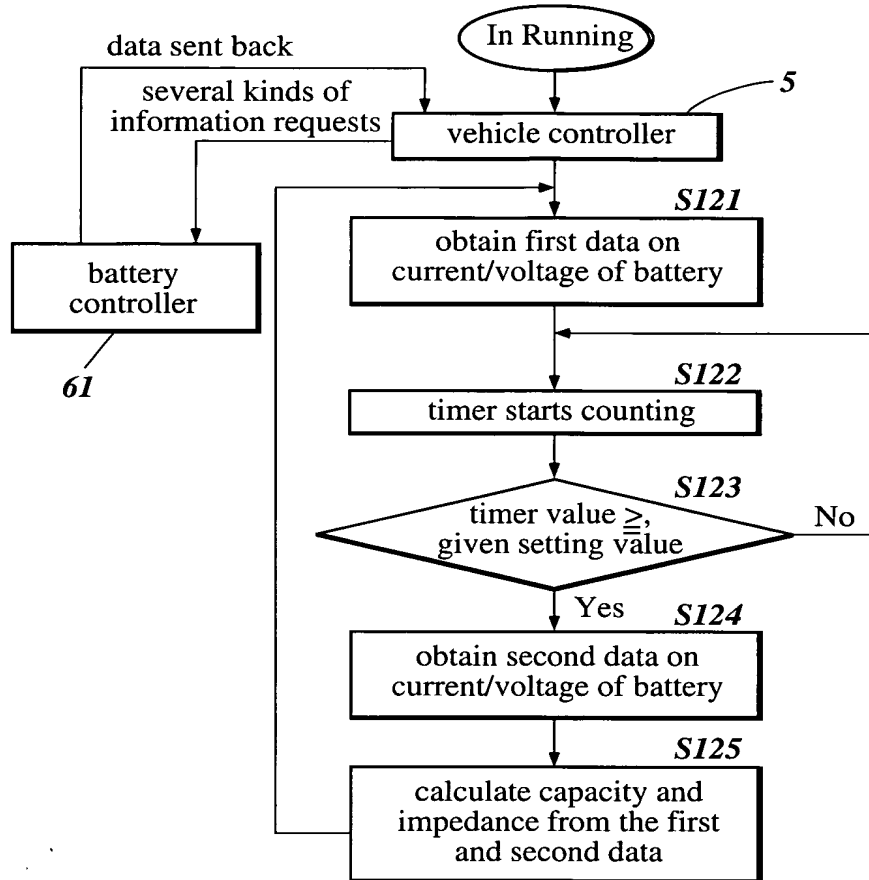 In Running
data sent back
several kinds of
information requests
5
vehicle controller
S121
obtain first data on
current/voltage of battery
battery
controller
61
S122
timer starts counting
S123
timer value ≧,
given setting value
No
Yes
S124
obtain second data on
current/voltage of battery
S125
calculate capacity and
impedance from the first
and second data